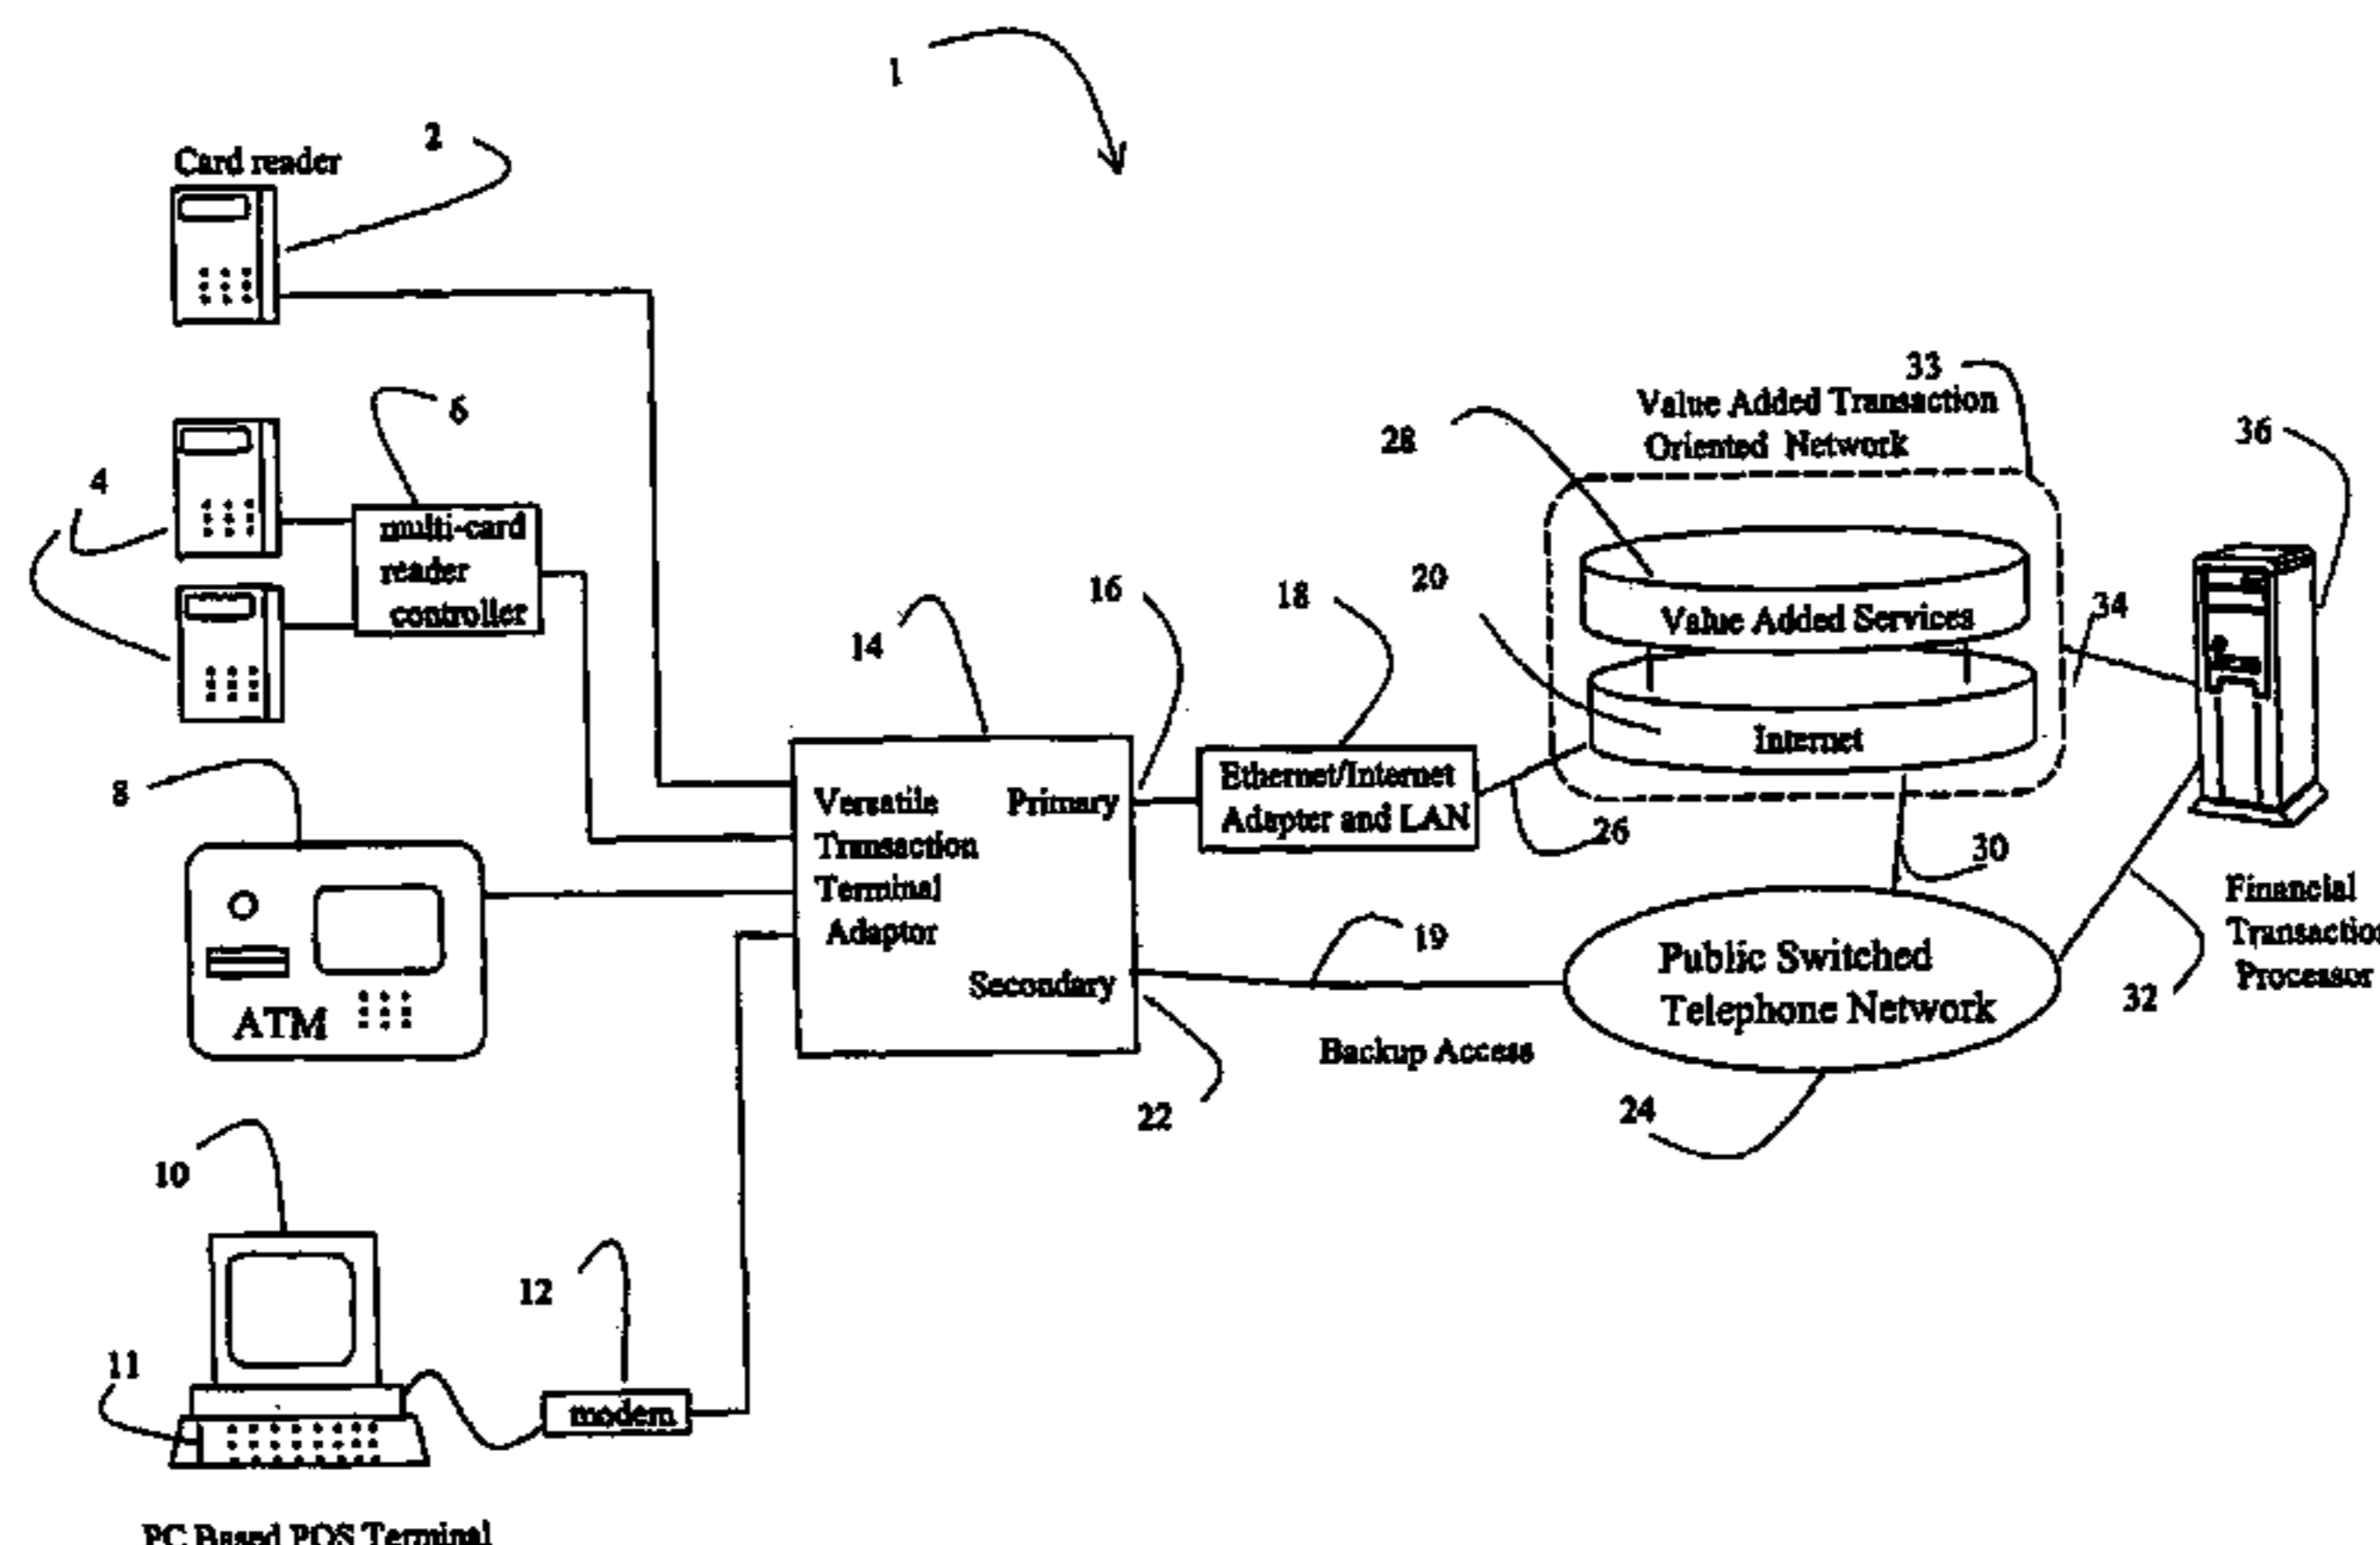 1
2
Card reader
33
Value Added Transaction
Oriented Network
28
36
6
4
multi-card
reader
controller
20
16
18
34
Value Added Services
14
Internet
8
Versatile
Transaction
Terminal
Adaptor
Primary
Secondary
Ethernet/Internet
Adapter and LAN
26
30
Financial
Transaction
Processor
19
Public Switched
Telephone Network
32
ATM
Backup Access
22
24
10
12
11
modem
PC Based POS Terminal